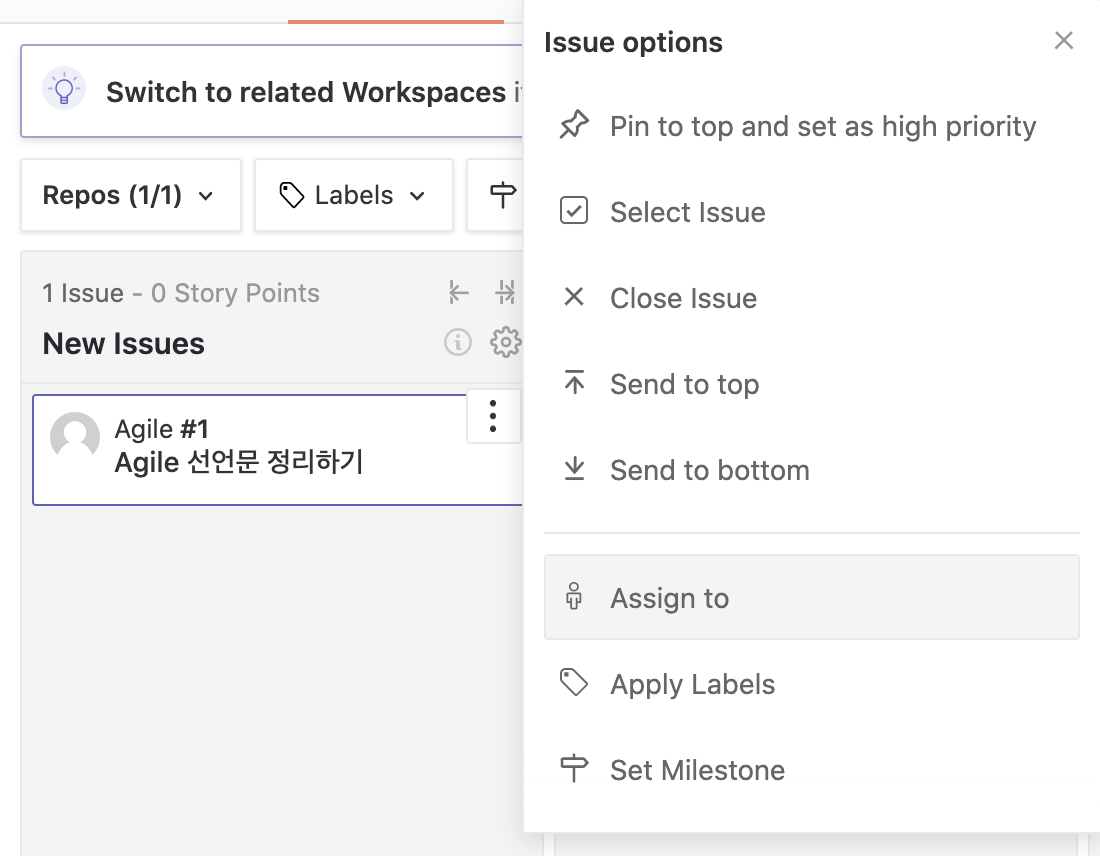 Switch to related Workspaces
Repos (1/1)
Labels
1 Issue - 0 Story Points
New Issues
Agile #1
Agile 선언문 정리하기
Issue options
Pin to top and set as high priority
Select Issue
Close Issue
Send to top
Send to bottom
Assign to
Apply Labels
Set Milestone